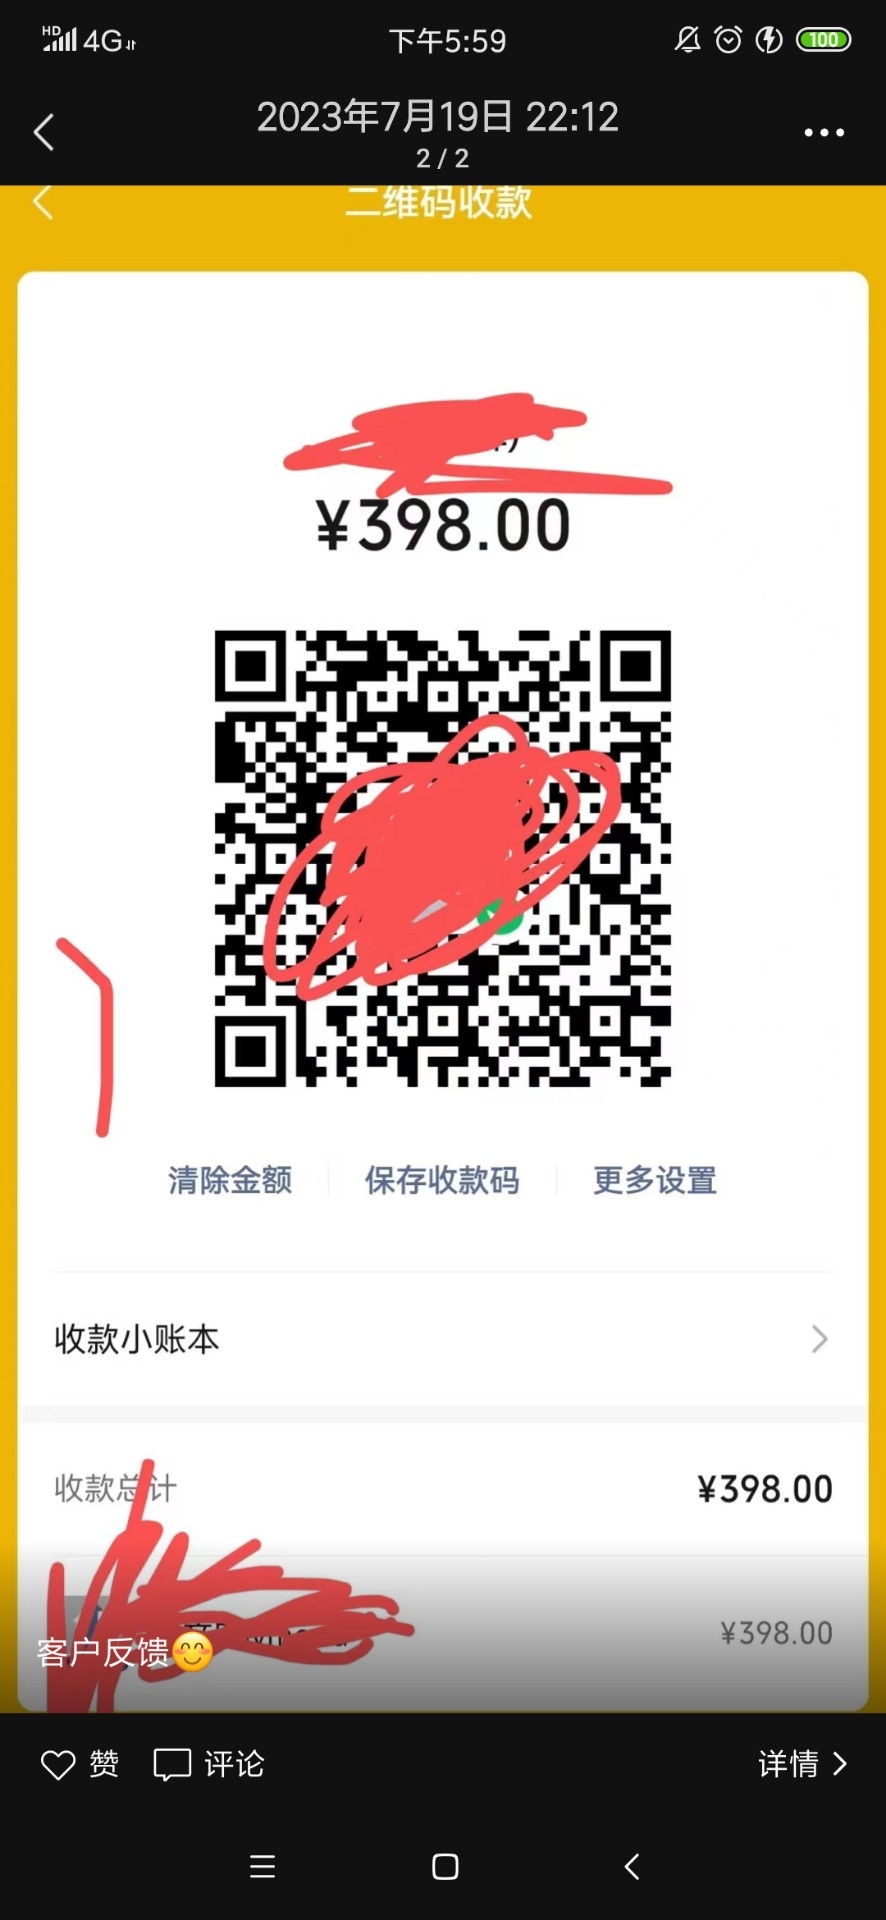 HD 4G 下午5:59 100
2023年7月19日 22:12
2 / 2
二维码收款
¥398.00
清除金额 保存收款码 更多设置
收款小账本
收款总计 ¥398.00
¥398.00
客户反馈😊
赞 评论 详情